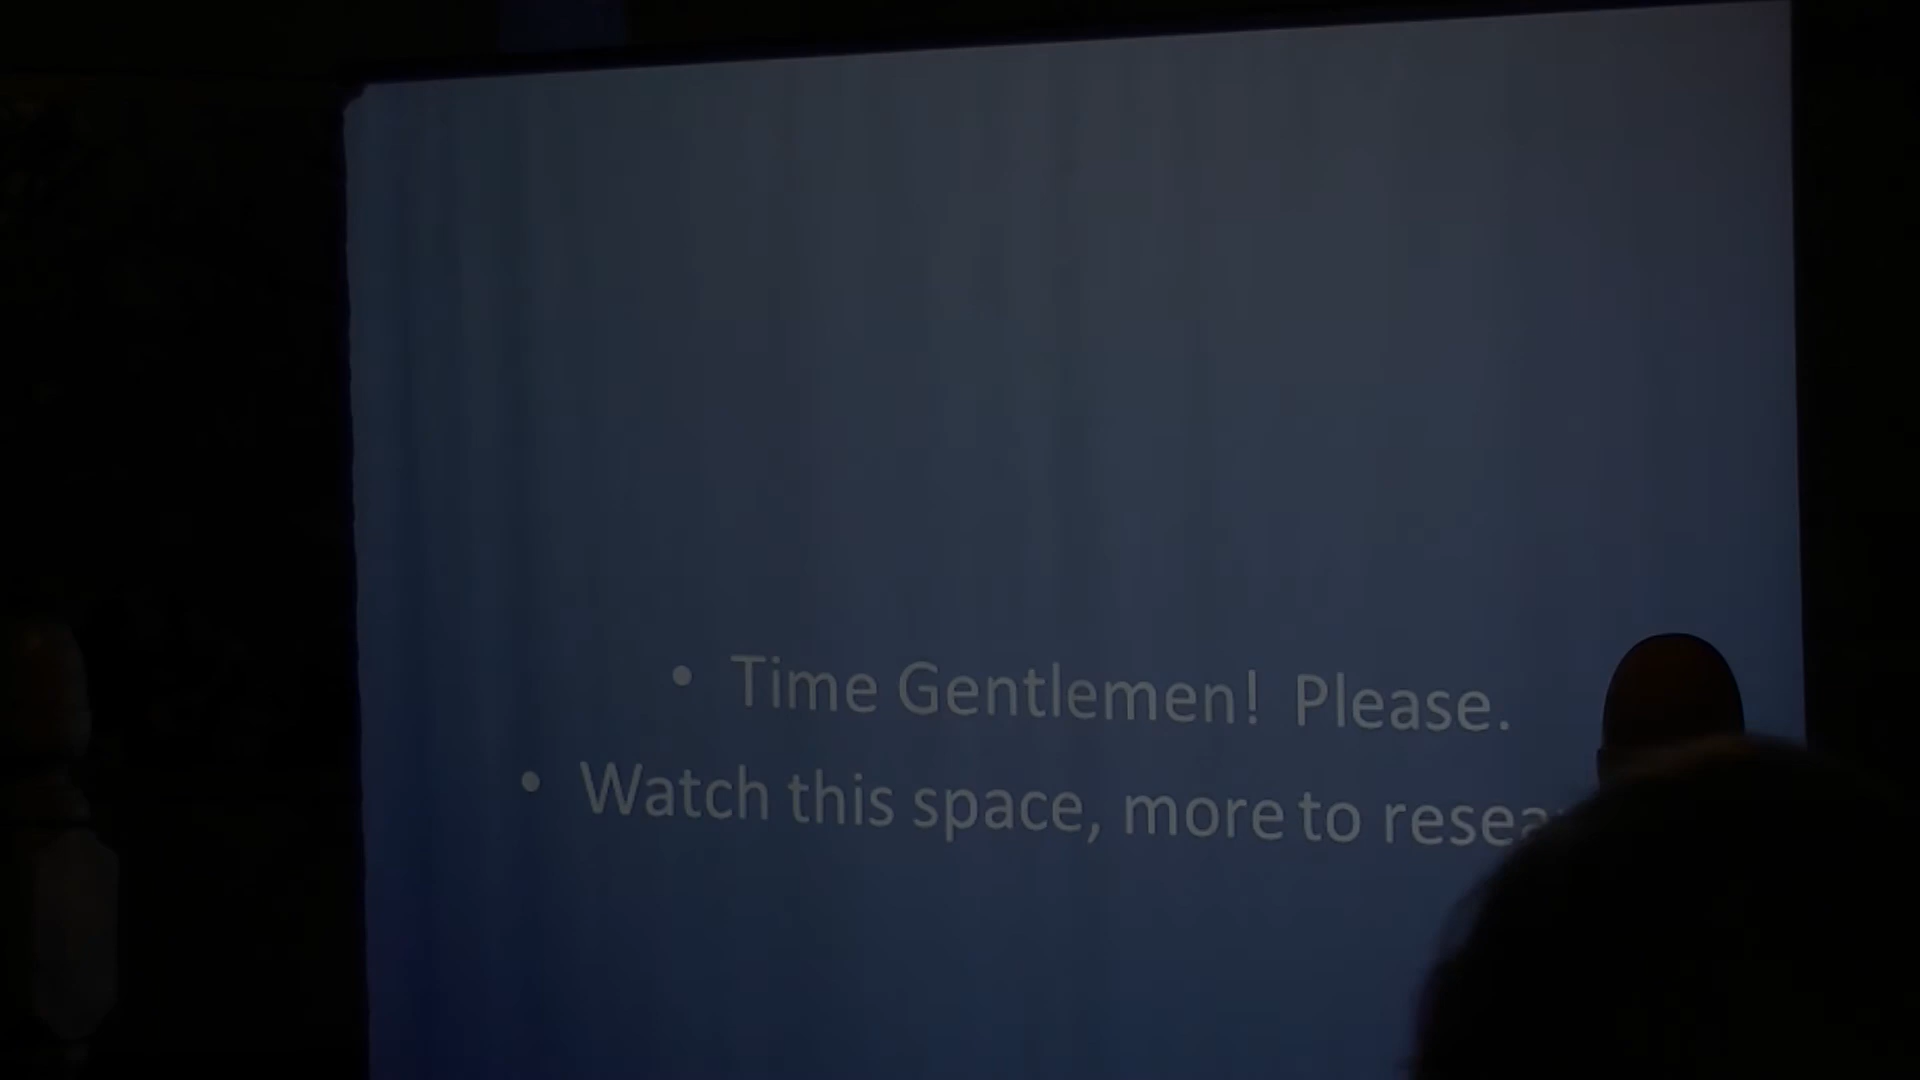 • Time Gentlemen! Please.
• Watch this space, more to